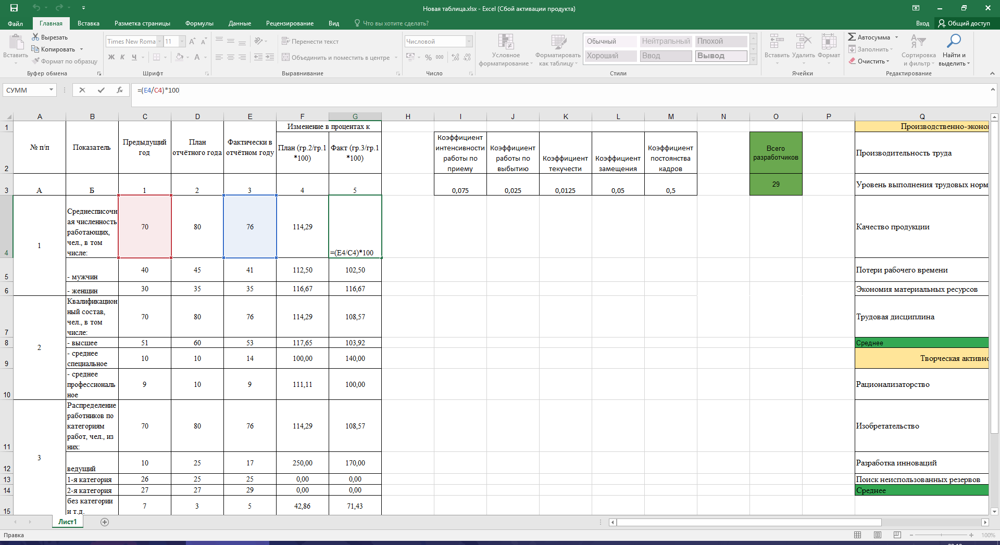 Новая таблица.xlsx - Excel (Сбой активации продукта)
Файл Главная Вставка Разметка страницы Формулы Данные Рецензирование Вид Что вы хотите сделать? Вход Общий доступ
Вставить
Вырезать
Копировать
Формат по образцу
Буфер обмена
Times New Roma 11
Ж К Ч А
Шрифт
Перенести текст
Объединить и поместить в центре
Выравнивание
Числовой
% 000
Число
Условное форматирование
Форматировать как таблицу
Обычный Нейтральный Плохой
Хороший Ввод Вывод
Стили
Вставить Удалить Формат
Ячейки
Автосумма
Заполнить
Очистить
Сортировка и фильтр
Найти и выделить
Редактирование
СУММ fx =(E4/C4)*100
A B C D E F G H I J K L M N O P Q
1 Изменение в процентах к Производственно-эконо
2 № п/п Показатель Предыдущий год План отчётного года Фактически в отчётном году План (гр.2/гр.1 *100) Факт (гр.3/гр.1 *100) Коэффициент интенсивности работы по приему Коэффициент работы по выбытию Коэффициент текучести Коэффициент замещения Коэффициент постоянства кадров Всего разработчиков Производительность труда
3 А Б 1 2 3 4 5 0,075 0,025 0,0125 0,05 0,5 29 Уровень выполнения трудовых норм
4 1 Среднесписочная численность работающих, чел., в том числе: 70 80 76 114,29 =(E4/C4)*100 Качество продукции
5 - мужчин 40 45 41 112,50 102,50 Потери рабочего времени
6 - женщин 30 35 35 116,67 116,67 Экономия материальных ресурсов
7 2 Квалификационный состав, чел., в том числе: 70 80 76 114,29 108,57 Трудовая дисциплина
8 - высшее 51 60 53 117,65 103,92 Среднее
9 - среднее специальное 10 10 14 100,00 140,00 Творческая активно
10 - среднее профессиональное 9 10 9 111,11 100,00 Рационализаторство
11 3 Распределение работников по категориям работ, чел., из них: 70 80 76 114,29 108,57 Изобретательство
12 ведущий 10 25 17 250,00 170,00 Разработка инноваций
13 1-я категория 26 25 25 0,00 0,00 Поиск неиспользованных резервов
14 2-я категория 27 27 29 0,00 0,00 Среднее
15 без категории и т.д. 7 3 5 42,86 71,43
Лист1
Правка 100%